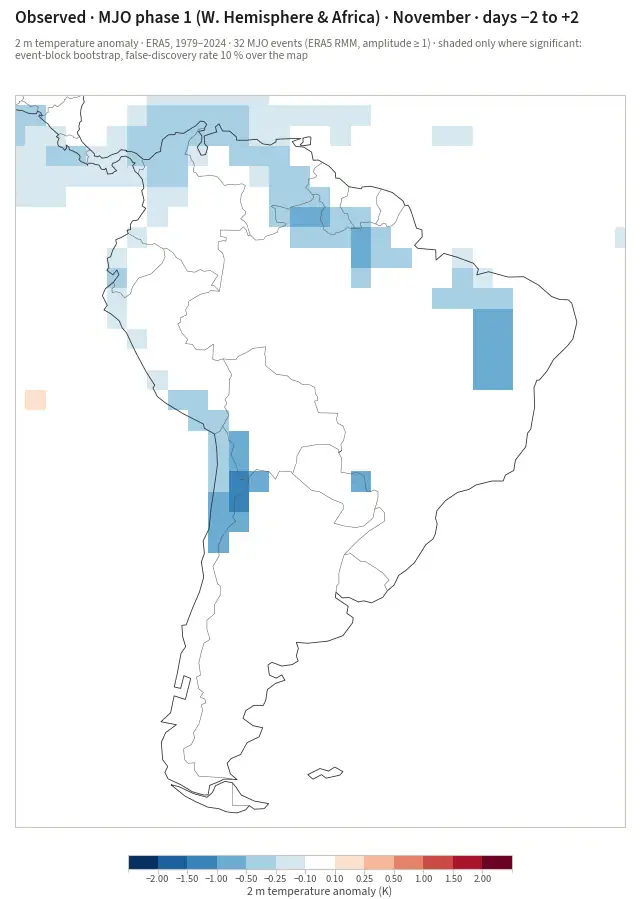 Observed · MJO phase 1 (W. Hemisphere & Africa) · November · days −2 to +2
2 m temperature anomaly · ERA5, 1979–2024 · 32 MJO events (ERA5 RMM, amplitude ≥ 1) · shaded only where significant:
event-block bootstrap, false-discovery rate 10 % over the map
−2.00 −1.50 −1.00 −0.50 −0.25 −0.10 0.10 0.25 0.50 1.00 1.50 2.00
2 m temperature anomaly (K)